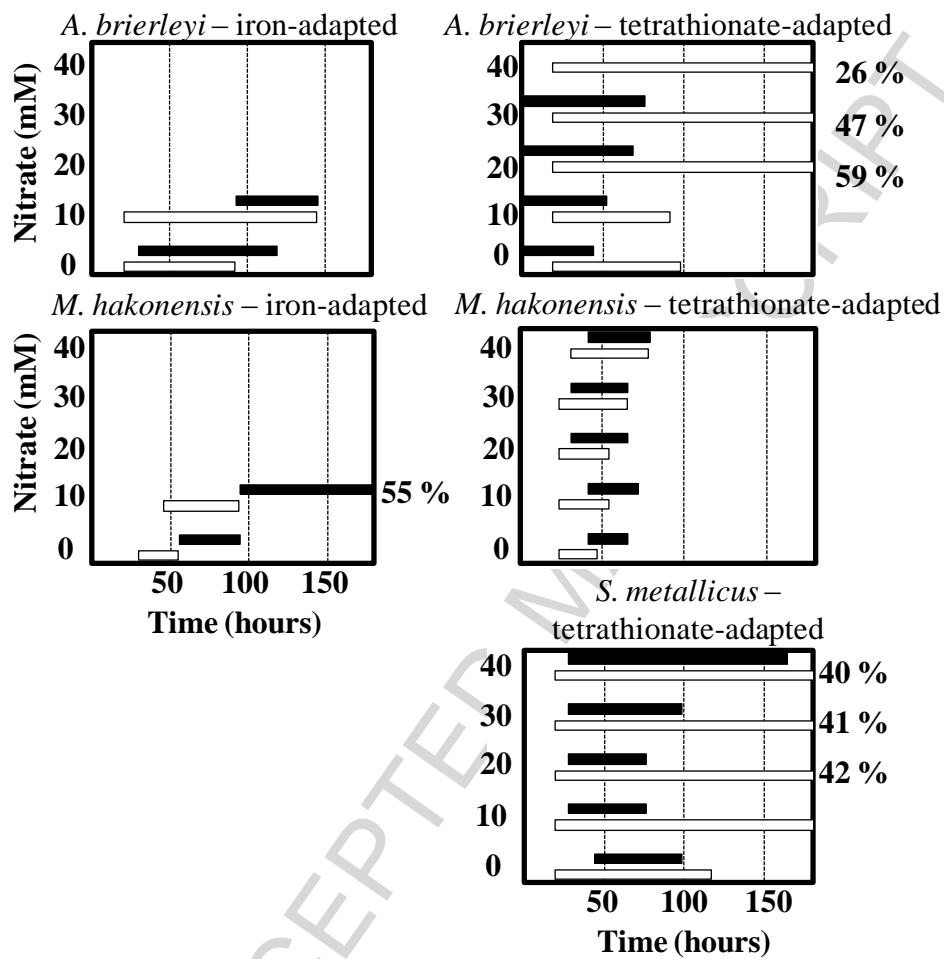 A. brierleyi – iron-adapted
A. brierleyi – tetrathionate-adapted
Nitrate (mM)
40
30
20
10
0
40
30
20
10
0
26 %
47 %
59 %
M. hakonensis – iron-adapted
M. hakonensis – tetrathionate-adapted
Nitrate (mM)
40
30
20
10
0
55 %
50 100 150
Time (hours)
40
30
20
10
0
S. metallicus –
tetrathionate-adapted
40
30
20
10
0
40 %
41 %
42 %
50 100 150
Time (hours)